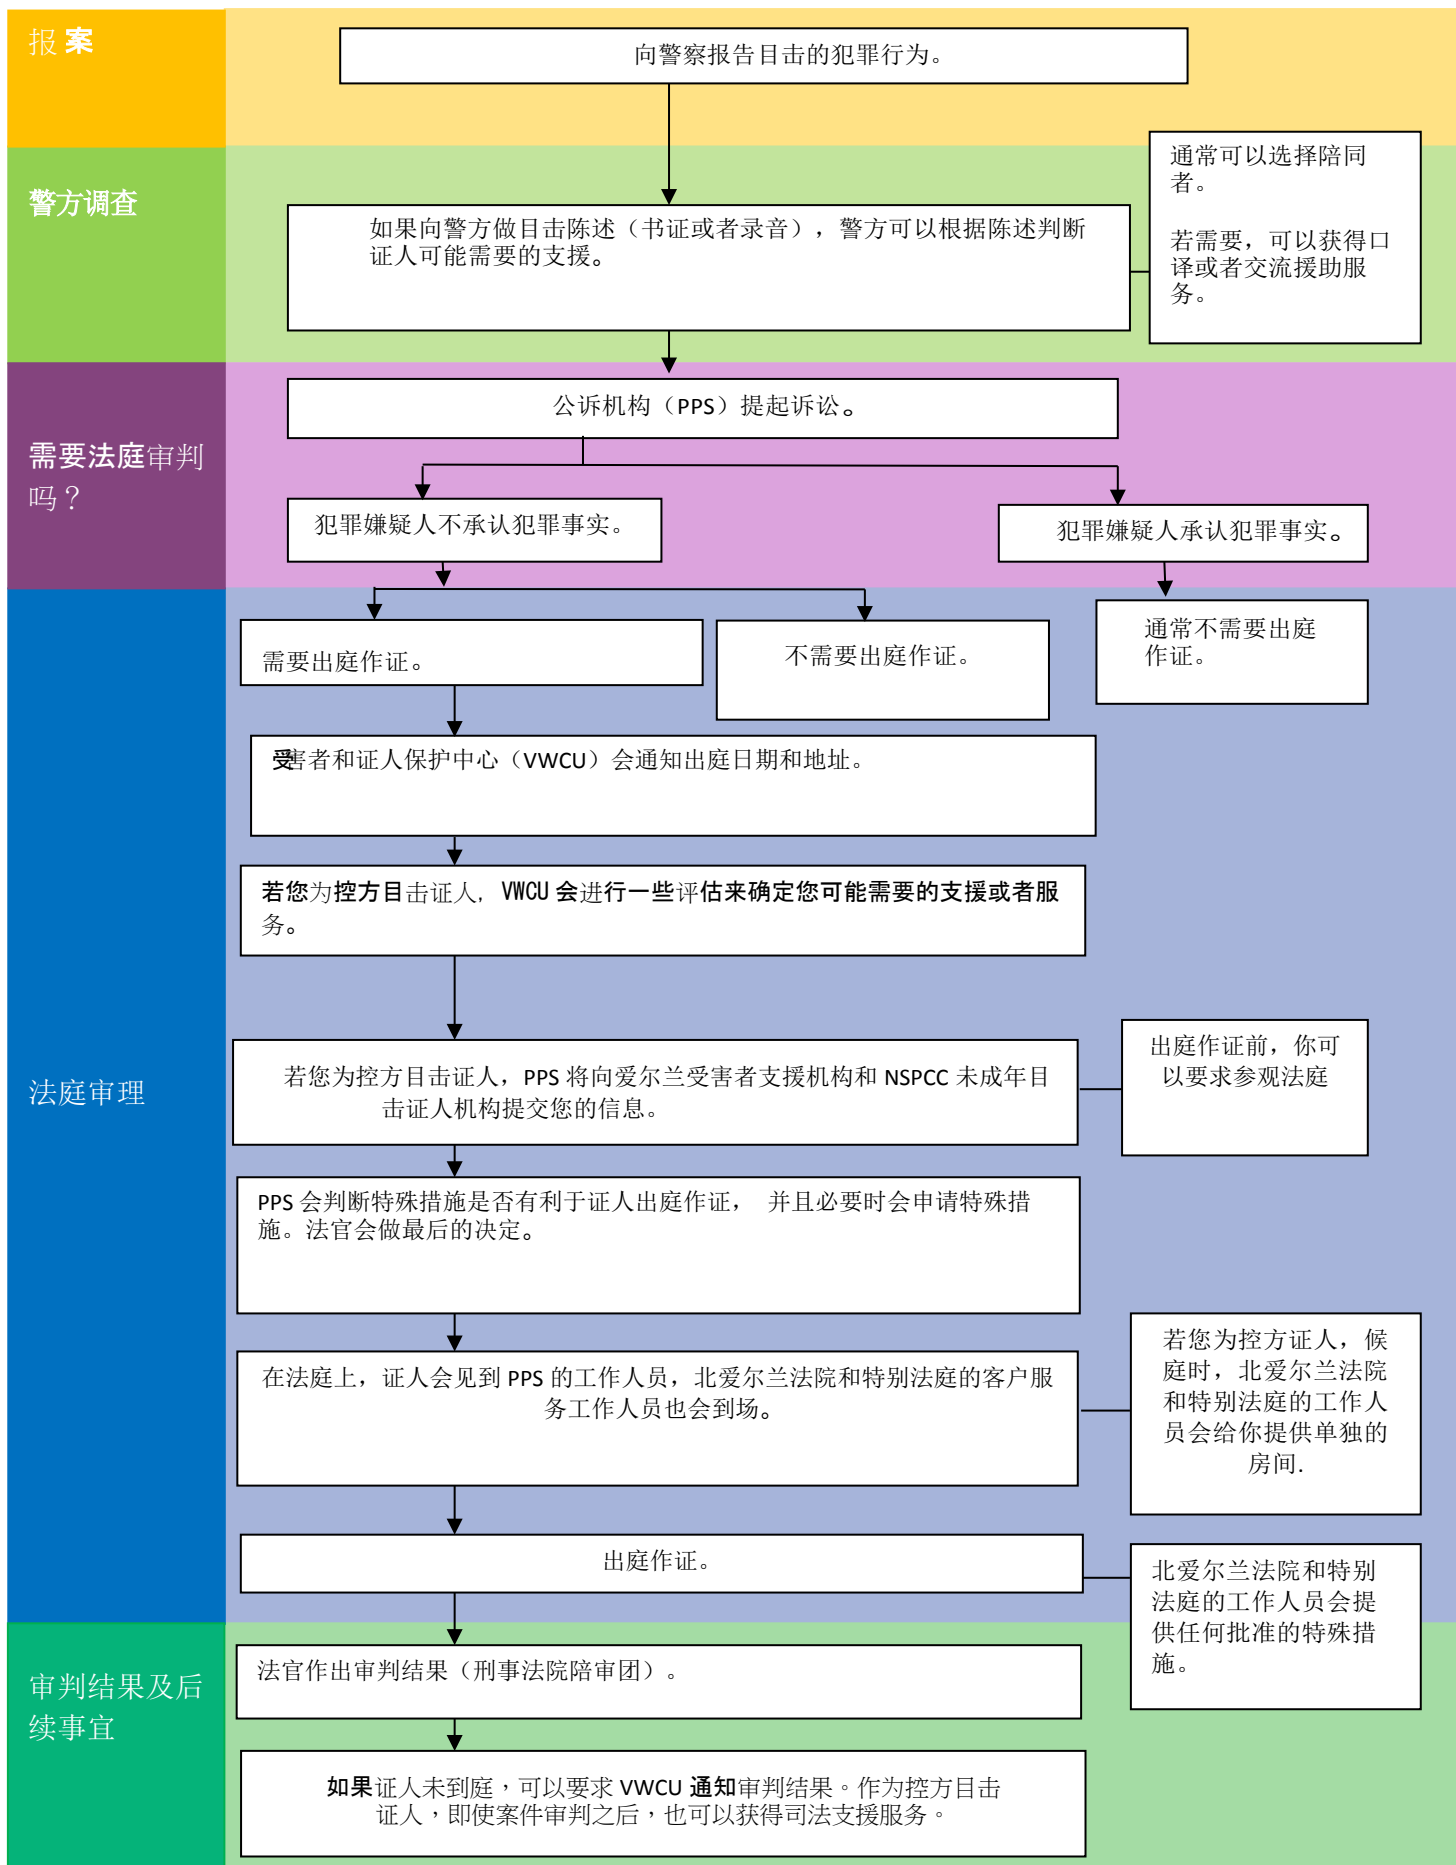 报案
向警察报告目击的犯罪行为。
警方调查
如果向警方做目击陈述（书证或者录音），警方可以根据陈述判断
证人可能需要的支援。
通常可以选择陪同
者。
若需要，可以获得口
译或者交流援助服
务。
需要法庭审判
吗？
公诉机构（PPS）提起诉讼。
犯罪嫌疑人不承认犯罪事实。
犯罪嫌疑人承认犯罪事实。
法庭审理
需要出庭作证。
不需要出庭作证。
通常不需要出庭
作证。
受害者和证人保护中心（VWCU）会通知出庭日期和地址。
若您为控方目击证人，VWCU 会进行一些评估来确定您可能需要的支援或者服
务。
若您为控方目击证人，PPS 将向爱尔兰受害者支援机构和 NSPCC 未成年目
击证人机构提交您的信息。
出庭作证前，你可
以要求参观法庭
PPS 会判断特殊措施是否有利于证人出庭作证， 并且必要时会申请特殊措
施。法官会做最后的决定。
在法庭上，证人会见到 PPS 的工作人员，北爱尔兰法院和特别法庭的客户服
务工作人员也会到场。
若您为控方证人，候
庭时，北爱尔兰法院
和特别法庭的工作人
员会给你提供单独的
房间.
出庭作证。
北爱尔兰法院和特别
法庭的工作人员会提
供任何批准的特殊措
施。
审判结果及后
续事宜
法官作出审判结果（刑事法院陪审团）。
如果证人未到庭，可以要求 VWCU 通知审判结果。作为控方目击
证人，即使案件审判之后，也可以获得司法支援服务。